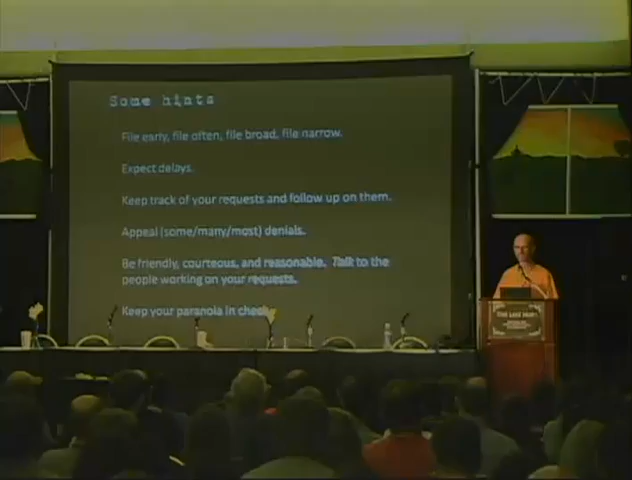 Some hints
File early, file often, file broad, file narrow.
Expect delays.
Keep track of your requests and follow up on them.
Appeal (some/many/most) denials.
Be friendly, courteous, and reasonable. Talk to the
people working on your requests.
Keep your paranoia in check.